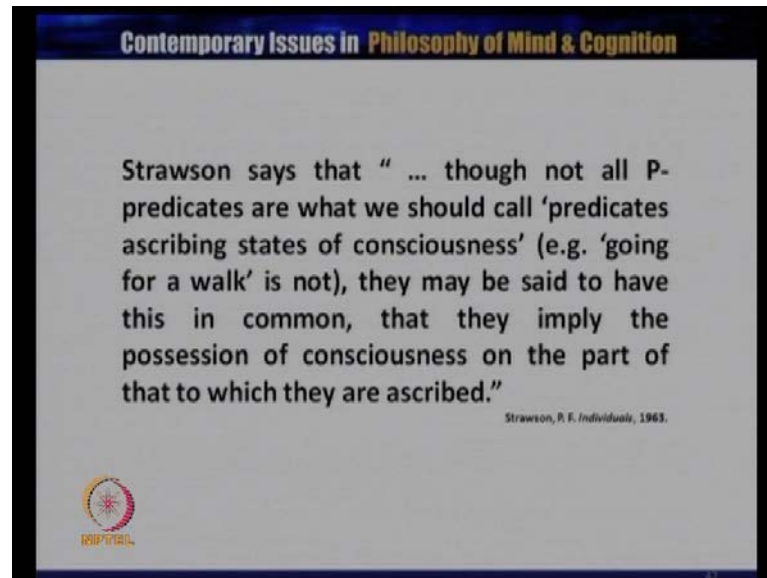 Contemporary Issues in Philosophy of Mind & Cognition
Strawson says that “ ... though not all P-
predicates are what we should call ‘predicates
ascribing states of consciousness’ (e.g. ‘going
for a walk’ is not), they may be said to have
this in common, that they imply the
possession of consciousness on the part of
that to which they are ascribed.”
Strawson, P. F. Individuals, 1963.
NPTEL